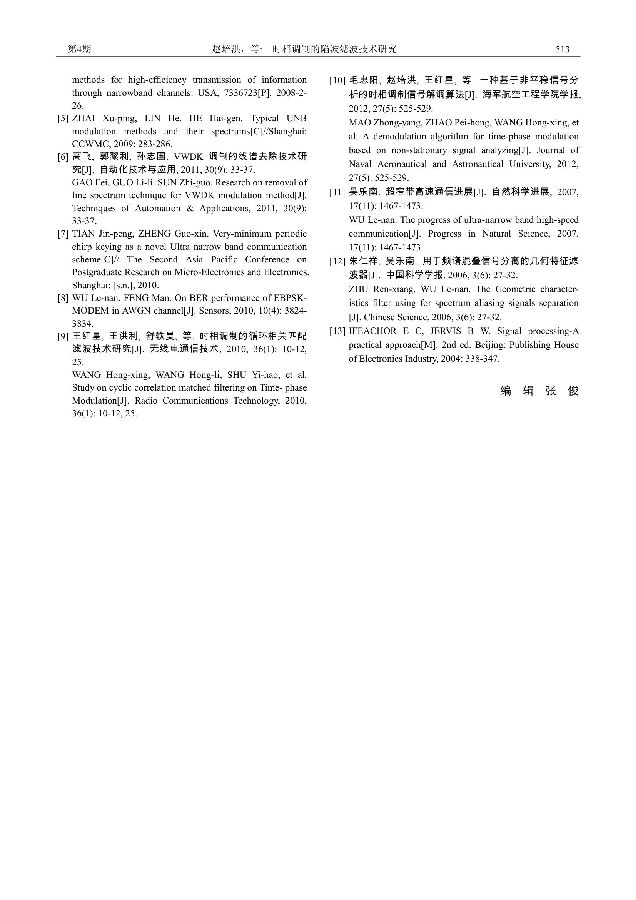 第4期
赵培洪，等：时相调制的陷波滤波技术研究
513
methods for high-efficiency transmission of information
through narrowband channels: USA, 7336723[P]. 2008-2-
26.
[5] ZHAI Xu-ping, LIN He, HE Hai-gen. Typical UNB
modulation methods and their spectrums[C]//Shanghai:
CCWMC, 2009: 283-286.
[6] 高飞, 郭黎利, 孙志国. VWDK 调制的线谱去除技术研
究[J]. 自动化技术与应用, 2011, 30(9): 33-37.
GAO Fei, GUO Li-li, SUN Zhi-guo. Research on removal of
line spectrum technique for VWDK modulation method[J].
Techniques of Automation & Applications, 2011, 30(9):
33-37.
[7] TIAN Jin-peng, ZHENG Guo-xin. Very-minimum periodic
chirp keying as a novel Ultra narrow band communication
scheme[C]// The Second Asia Pacific Conference on
Postgraduate Research on Micro-Electronics and Electronics.
Shanghai: [s.n.], 2010.
[8] WU Le-nan, FENG Man. On BER performance of EBPSK-
MODEM in AWGN channel[J]. Sensors, 2010, 10(4): 3824-
3834.
[9] 王红星, 王洪利, 舒轶昊, 等. 时相调制的循环相关匹配
滤波技术研究[J]. 无线电通信技术, 2010, 36(1): 10-12,
25.
WANG Hong-xing, WANG Hong-li, SHU Yi-hao, et al.
Study on cyclic correlation matched filtering on Time- phase
Modulation[J]. Radio Communications Technology, 2010,
36(1): 10-12, 25.
[10] 毛忠阳, 赵培洪, 王红星, 等. 一种基于非平稳信号分
析的时相调制信号解调算法[J]. 海军航空工程学院学报,
2012, 27(5): 525-529.
MAO Zhong-yang, ZHAO Pei-hong, WANG Hong-xing, et
al. A demodulation algorithm for time-phase modulation
based on non-stationary signal analyzing[J]. Journal of
Naval Aeronautical and Astronautical University, 2012,
27(5): 525-529.
[11] 吴乐南. 超窄带高速通信进展[J]. 自然科学进展, 2007,
17(11): 1467-1473.
WU Le-nan. The progress of ultra-narrow band high-speed
communication[J]. Progress in Natural Science, 2007,
17(11): 1467-1473.
[12] 朱仁祥, 吴乐南. 用于频谱混叠信号分离的几何特征滤
波器[J]. 中国科学学报, 2006, 3(6): 27-32.
ZHU Ren-xiang, WU Le-nan. The Geometric character-
istics filter using for spectrum aliasing signals separation
[J]. Chinese Science, 2006, 3(6): 27-32.
[13] IFEACHOR E C, JERVIS B W. Signal processing-A
practical approach[M]. 2nd ed. Beijing: Publishing House
of Electronics Industry, 2004: 338-347.
编 辑 张 俊